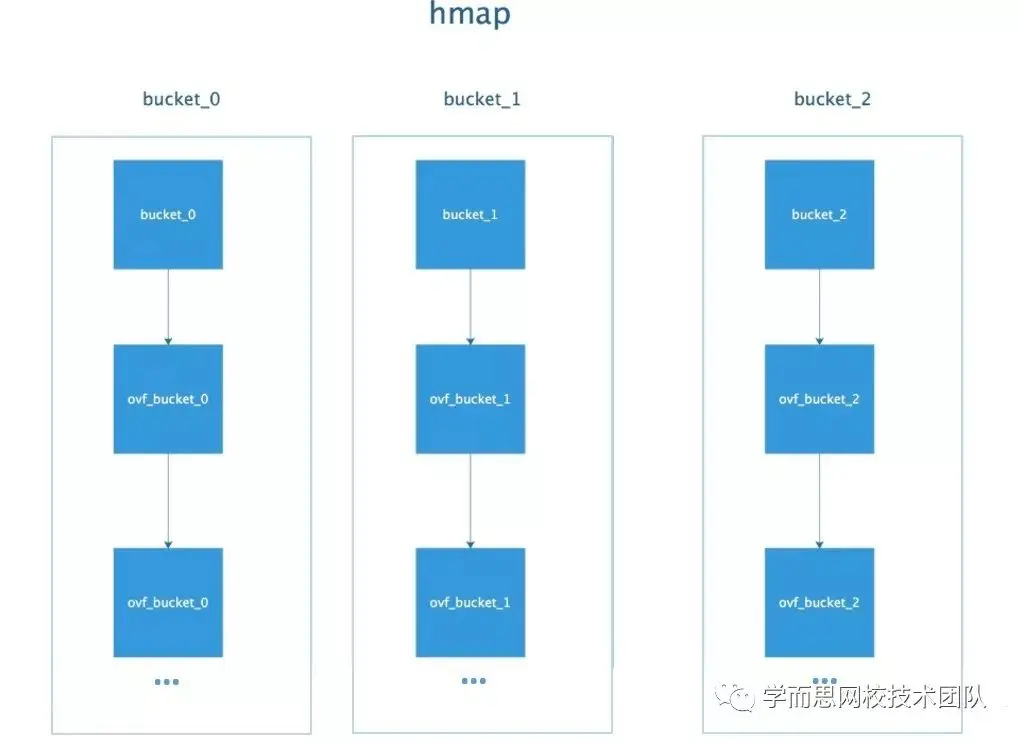 hmap
bucket_0
bucket_1
bucket_2
bucket_0
bucket_1
bucket_2
ovf_bucket_0
ovf_bucket_1
ovf_bucket_2
ovf_bucket_0
ovf_bucket_1
ovf_bucket_2
•••
•••
•••
学而思网校技术团队